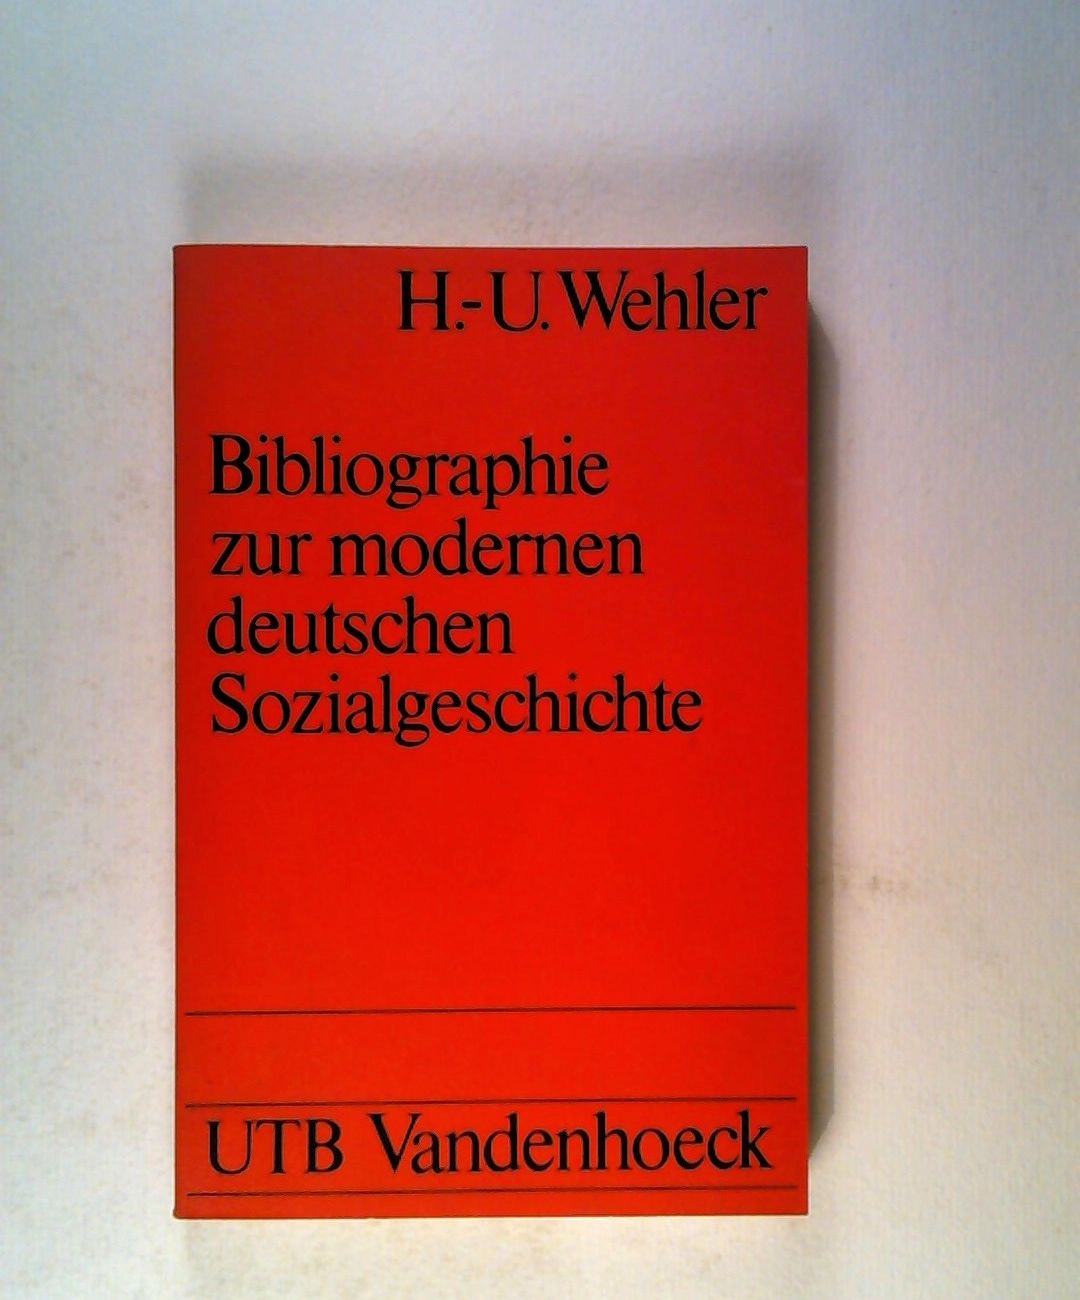 H.-U. Wehler
Bibliographie
zur modernen
deutschen
Sozialgeschichte
UTB Vandenhoeck